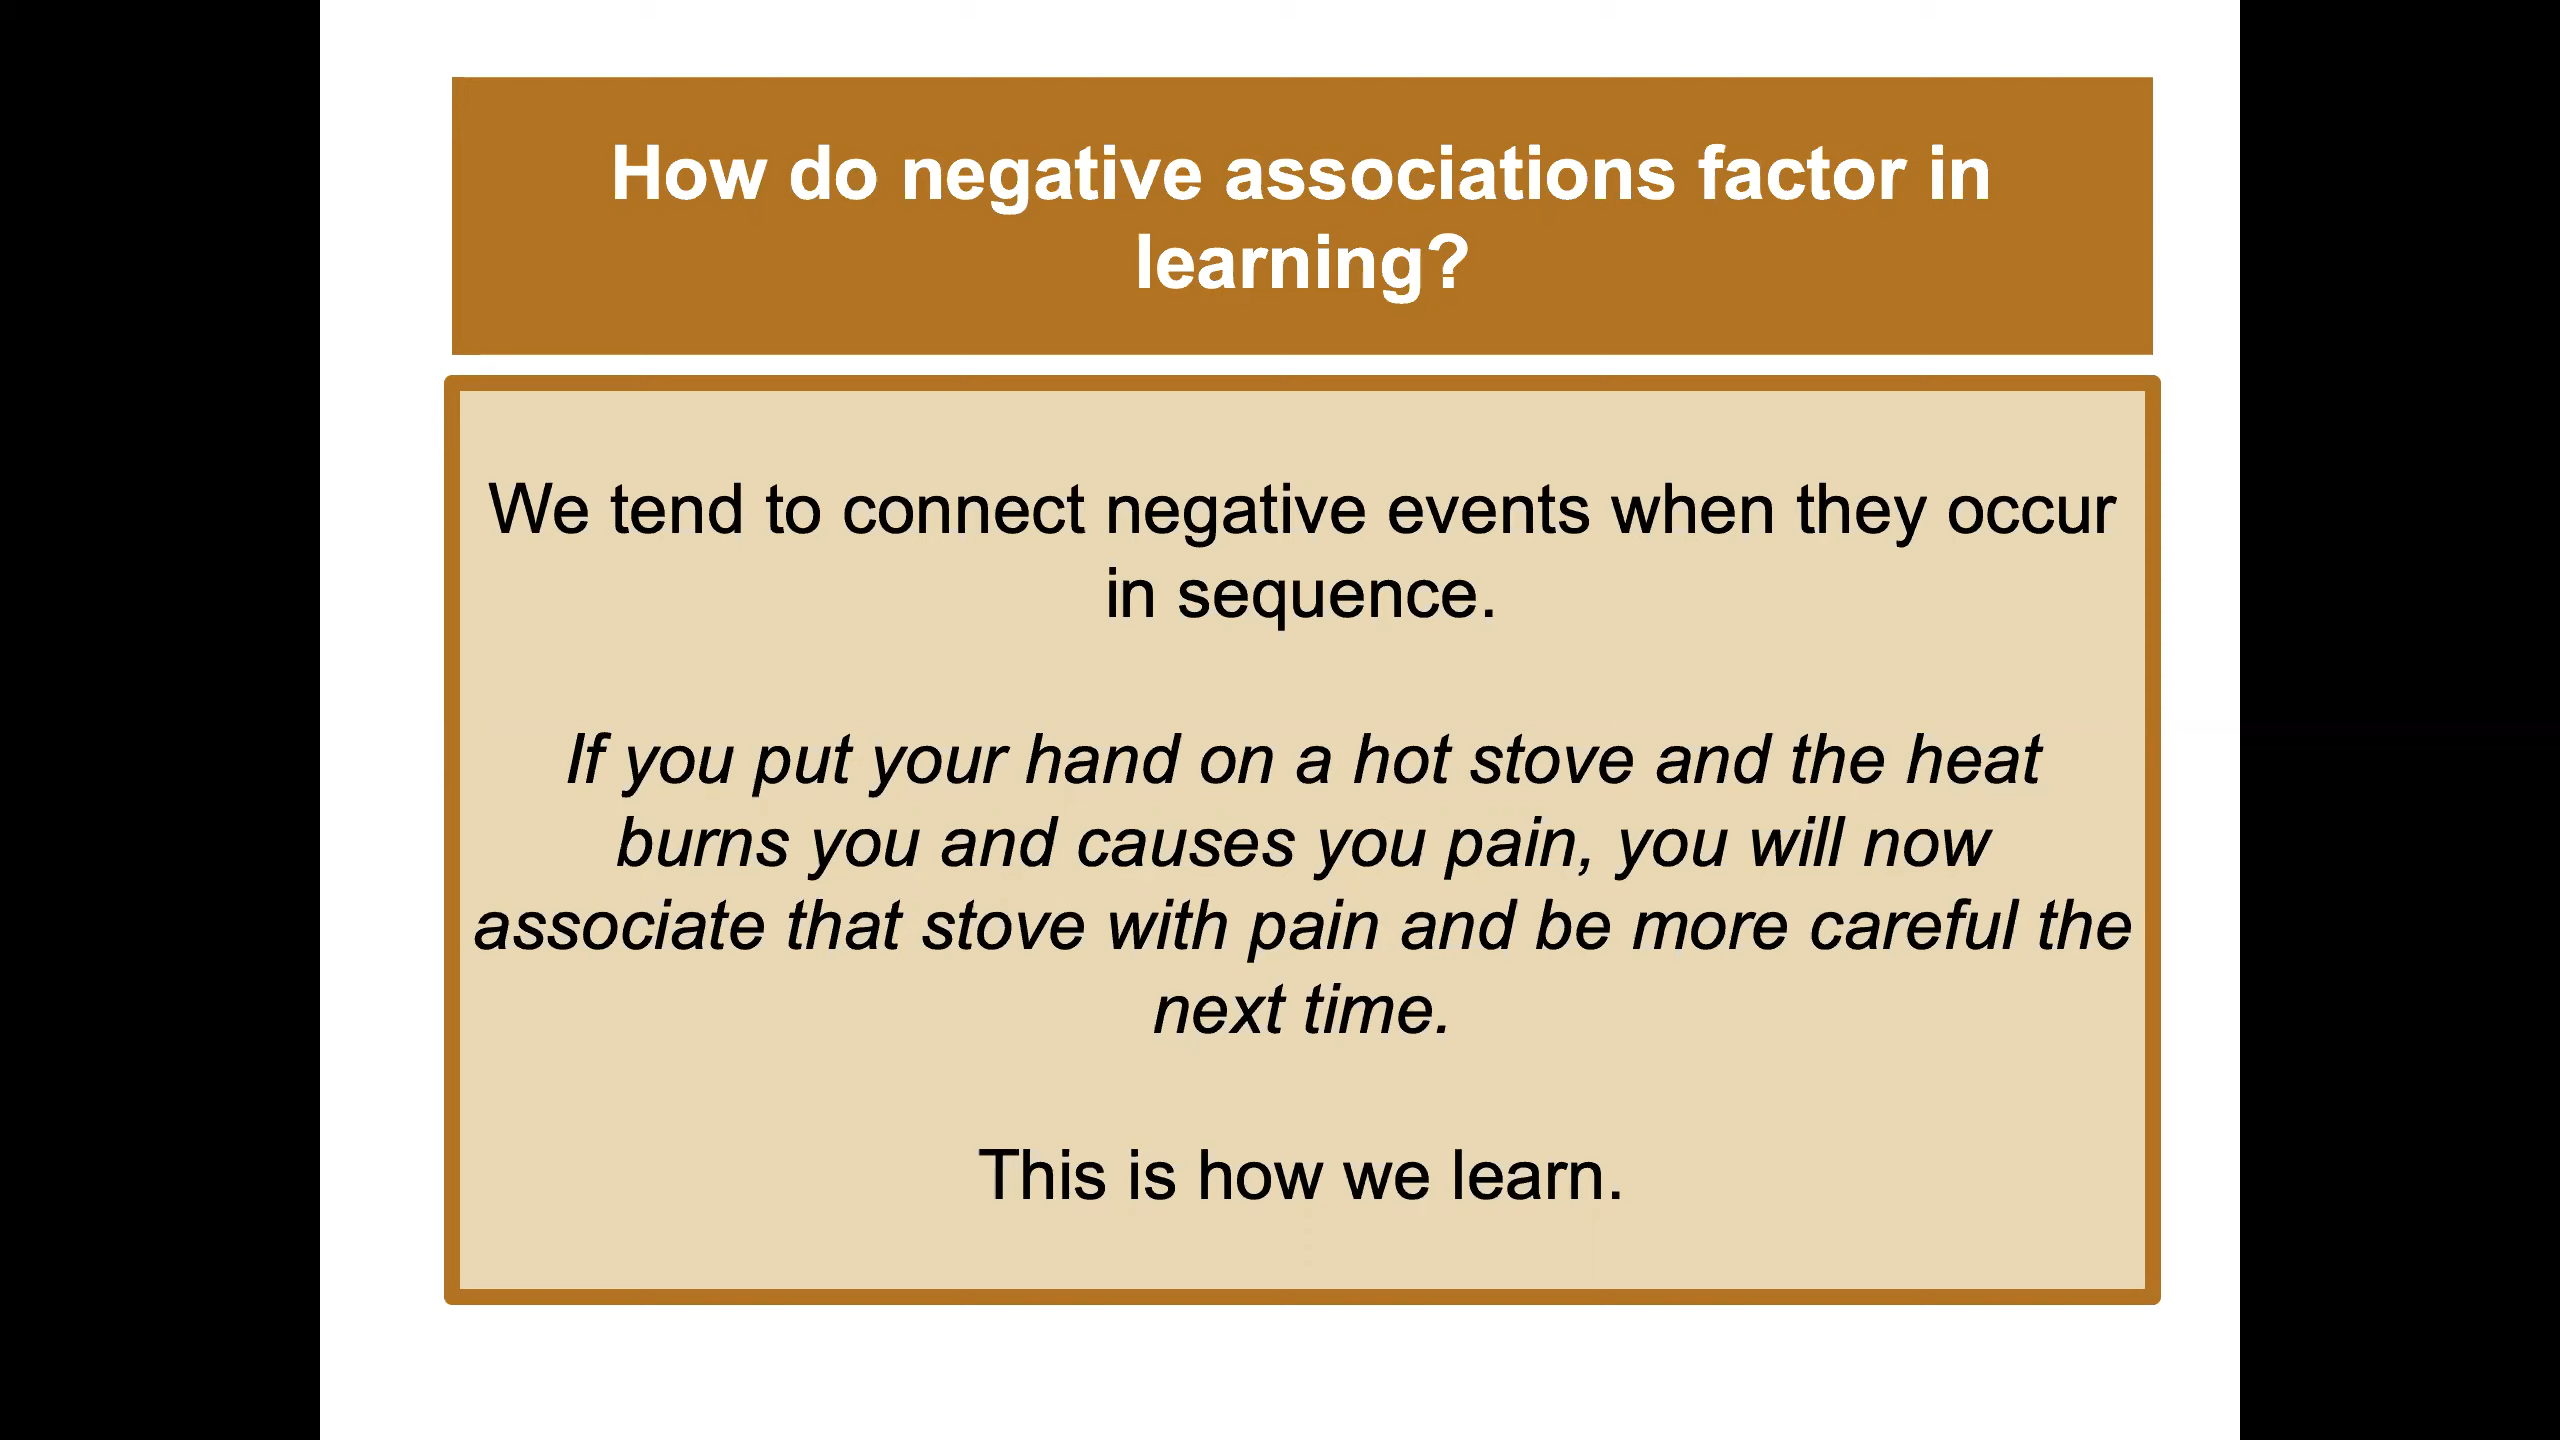 How do negative associations factor in
learning?
We tend to connect negative events when they occur
in sequence.
If you put your hand on a hot stove and the heat
burns you and causes you pain, you will now
associate that stove with pain and be more careful the
next time.
This is how we learn.